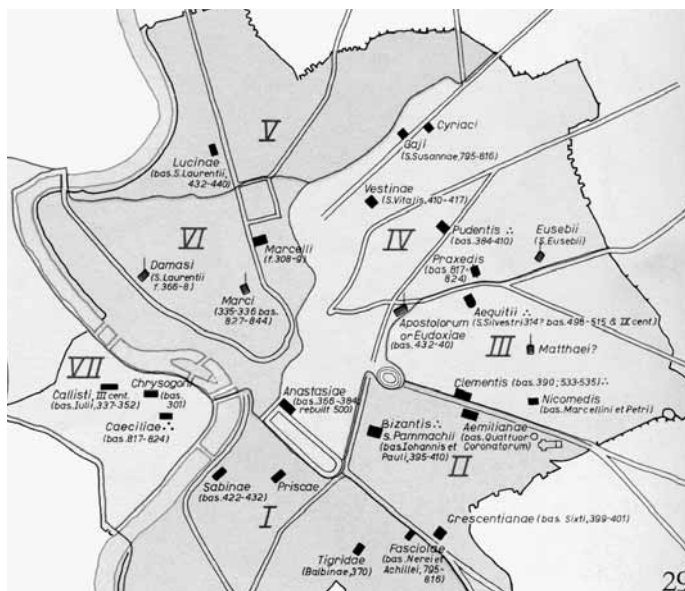 V
Cyriaci
Gaji
(S.Susannae, 795-816)
Lucinae
(bas. S. Laurentii,
432-440)
Vestinae
(S.Vitalis, 410-417)
VI
IV
Pudentis ∴
(bas. 384-410)
Eusebii
(S. Eusebii)
Marcelli
(f. 308-9)
Praxedis
(bas. 817-
824)
Damasi
(S. Laurentii
f. 366-8)
Marci
(335-336 bas.
827-844)
Aequitii ∴
(S. Silvestri 314? bas. 498-515 & IX cent.)
Apostolorum
or Eudoxiae
(bas. 432-40)
III
Matthaei?
VII
Callisti, III cent.
(bas. Iulii, 337-352)
Chrysogoni
(bas.
301)
Caeciliae ∴
(bas. 817-824)
Anastasiae
(bas. 366-384,
rebuilt 500)
Clementis (bas. 390; 533-535) ∴
Nicomedis
(bas. Marcellini et Petri)
Bizantis ∴
S. Pammachii
(bas. Iohannis et
Pauli, 395-410)
Aemilianae
(bas. Quattuor
Coronatorum)
II
Sabinae
(bas. 422-432)
Priscae
I
Crescentianae (bas. Sixti, 399-401)
Tigridae
(Balbinae, 370)
Fasciolae
(bas. Nerei et
Achillei, 795-
816)
29